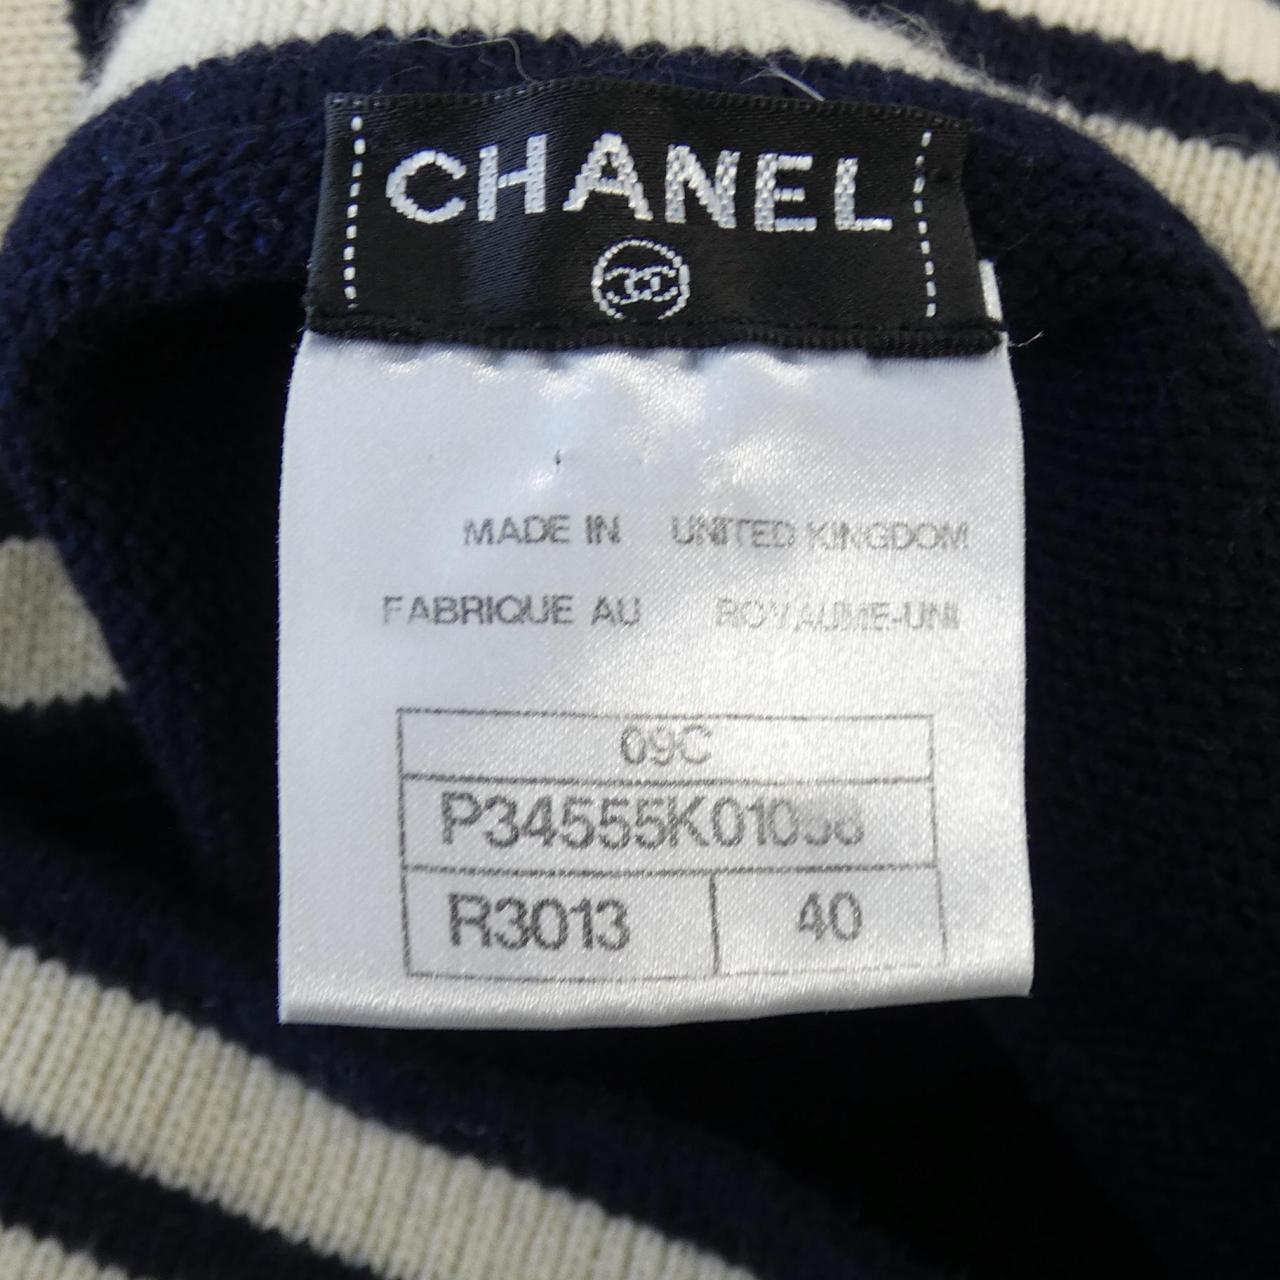 CHANEL
MADE IN UNITED KINGDOM
FABRIQUE AU ROYAUME-UNI
09C
R3013 40